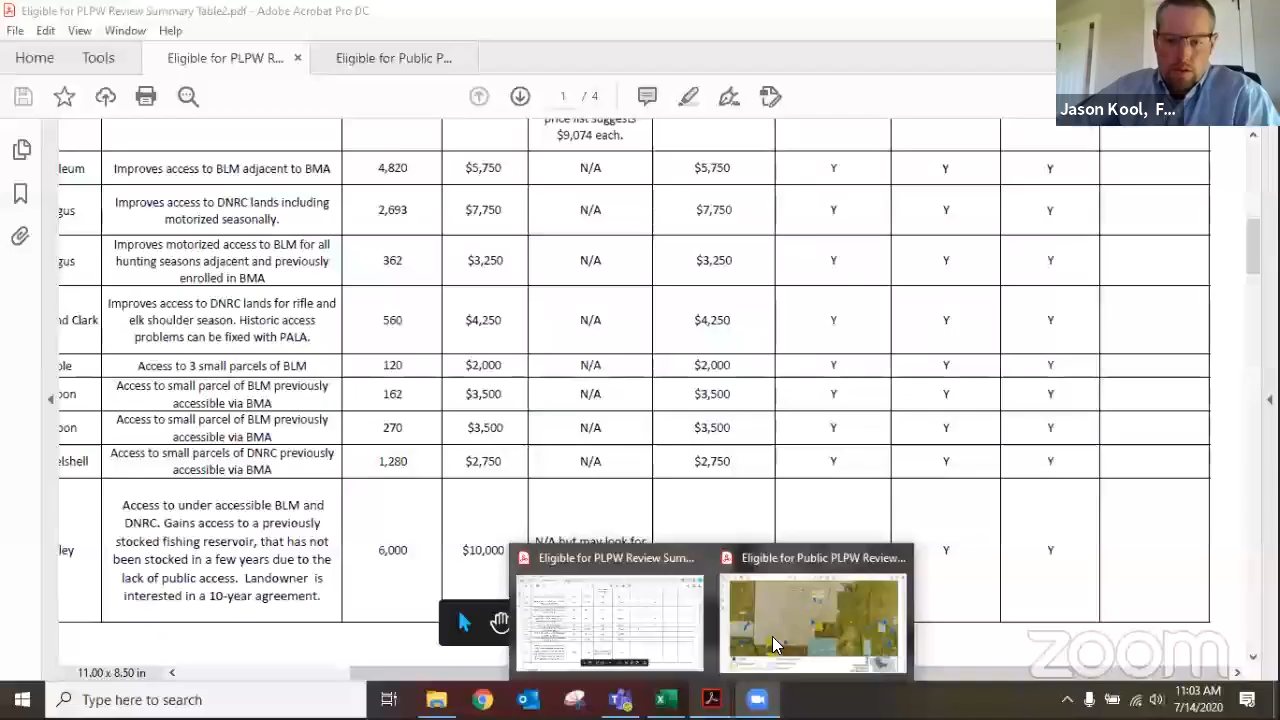 Eligible for PLPW Review Summary Table2.pdf - Adobe Acrobat Pro DC
File Edit View Window Help
Home Tools Eligible for PLPW R... × Eligible for Public P...
1 / 4
Jason Kool, F...
price list suggests
$9,074 each.
leum Improves access to BLM adjacent to BMA 4,820 $5,750 N/A $5,750 Y Y Y
gus Improves access to DNRC lands including
motorized seasonally. 2,693 $7,750 N/A $7,750 Y Y Y
gus Improves motorized access to BLM for all
hunting seasons adjacent and previously
enrolled in BMA 362 $3,250 N/A $3,250 Y Y Y
nd Clark Improves access to DNRC lands for rifle and
elk shoulder season. Historic access
problems can be fixed with PALA. 560 $4,250 N/A $4,250 Y Y Y
ole Access to 3 small parcels of BLM 120 $2,000 N/A $2,000 Y Y Y
oon Access to small parcel of BLM previously
accessible via BMA 162 $3,500 N/A $3,500 Y Y Y
oon Access to small parcel of BLM previously
accessible via BMA 270 $3,500 N/A $3,500 Y Y Y
elshell Access to small parcels of DNRC previously
accessible via BMA 1,280 $2,750 N/A $2,750 Y Y Y
ley Access to under accessible BLM and
DNRC. Gains access to a previously
stocked fishing reservoir, that has not
been stocked in a few years due to the
lack of public access. Landowner is
interested in a 10-year agreement. 6,000 $10,000 N/A but may look for Y Y
Eligible for PLPW Review Sum... Eligible for Public PLPW Review...
zoom
11.00 x 8.50 in
Type here to search
11:03 AM
7/14/2020